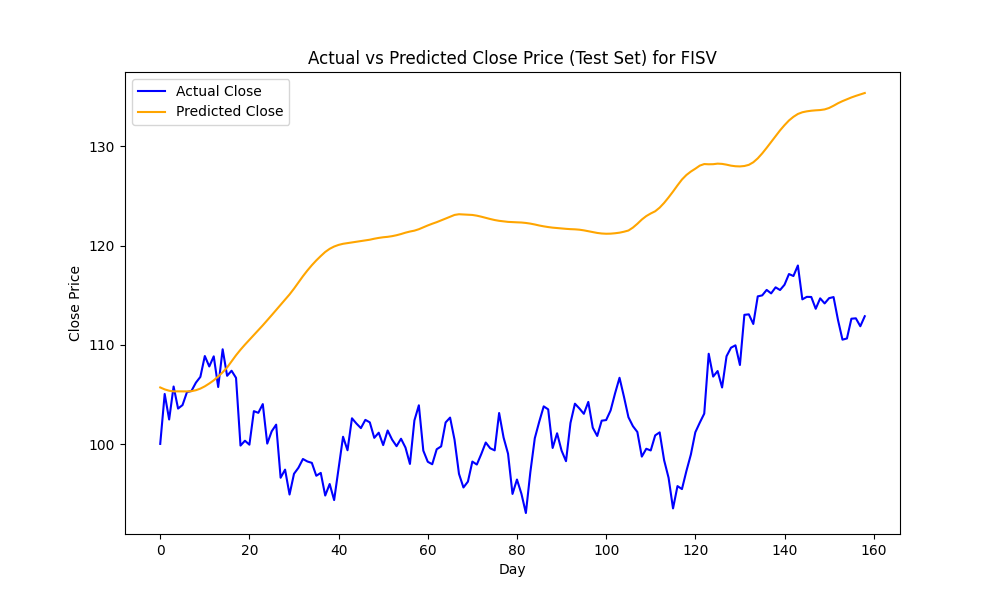 Actual vs Predicted Close Price (Test Set) for FISV
Actual Close
Predicted Close
Close Price
130
120
110
100
0 20 40 60 80 100 120 140 160
Day